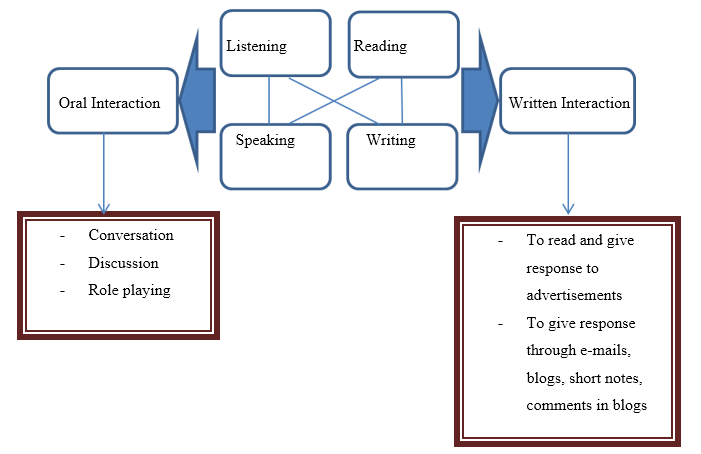 Listening
Reading
Oral Interaction
Written Interaction
Speaking
Writing
- Conversation
- Discussion
- Role playing
- To read and give
response to
advertisements
- To give response
through e-mails,
blogs, short notes,
comments in blogs